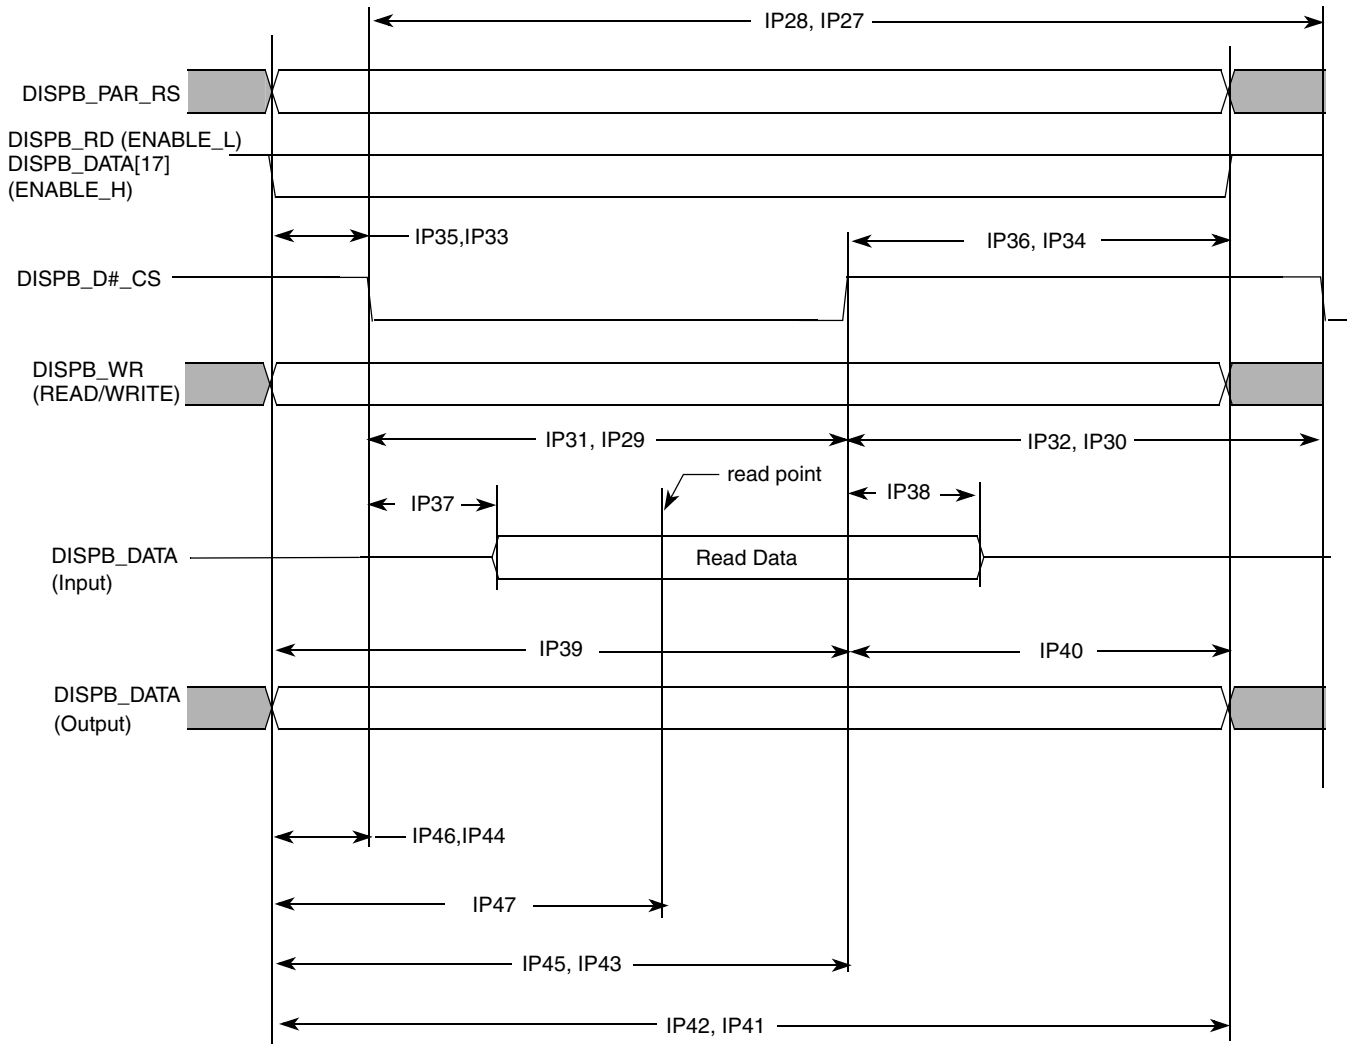 IP28, IP27
DISPB_PAR_RS
DISPB_RD (ENABLE_L)
DISPB_DATA[17]
(ENABLE_H)
IP35,IP33
IP36, IP34
DISPB_D#_CS
DISPB_WR
(READ/WRITE)
IP31, IP29
IP32, IP30
read point
IP37
IP38
DISPB_DATA
(Input)
Read Data
IP39
IP40
DISPB_DATA
(Output)
IP46,IP44
IP47
IP45, IP43
IP42, IP41